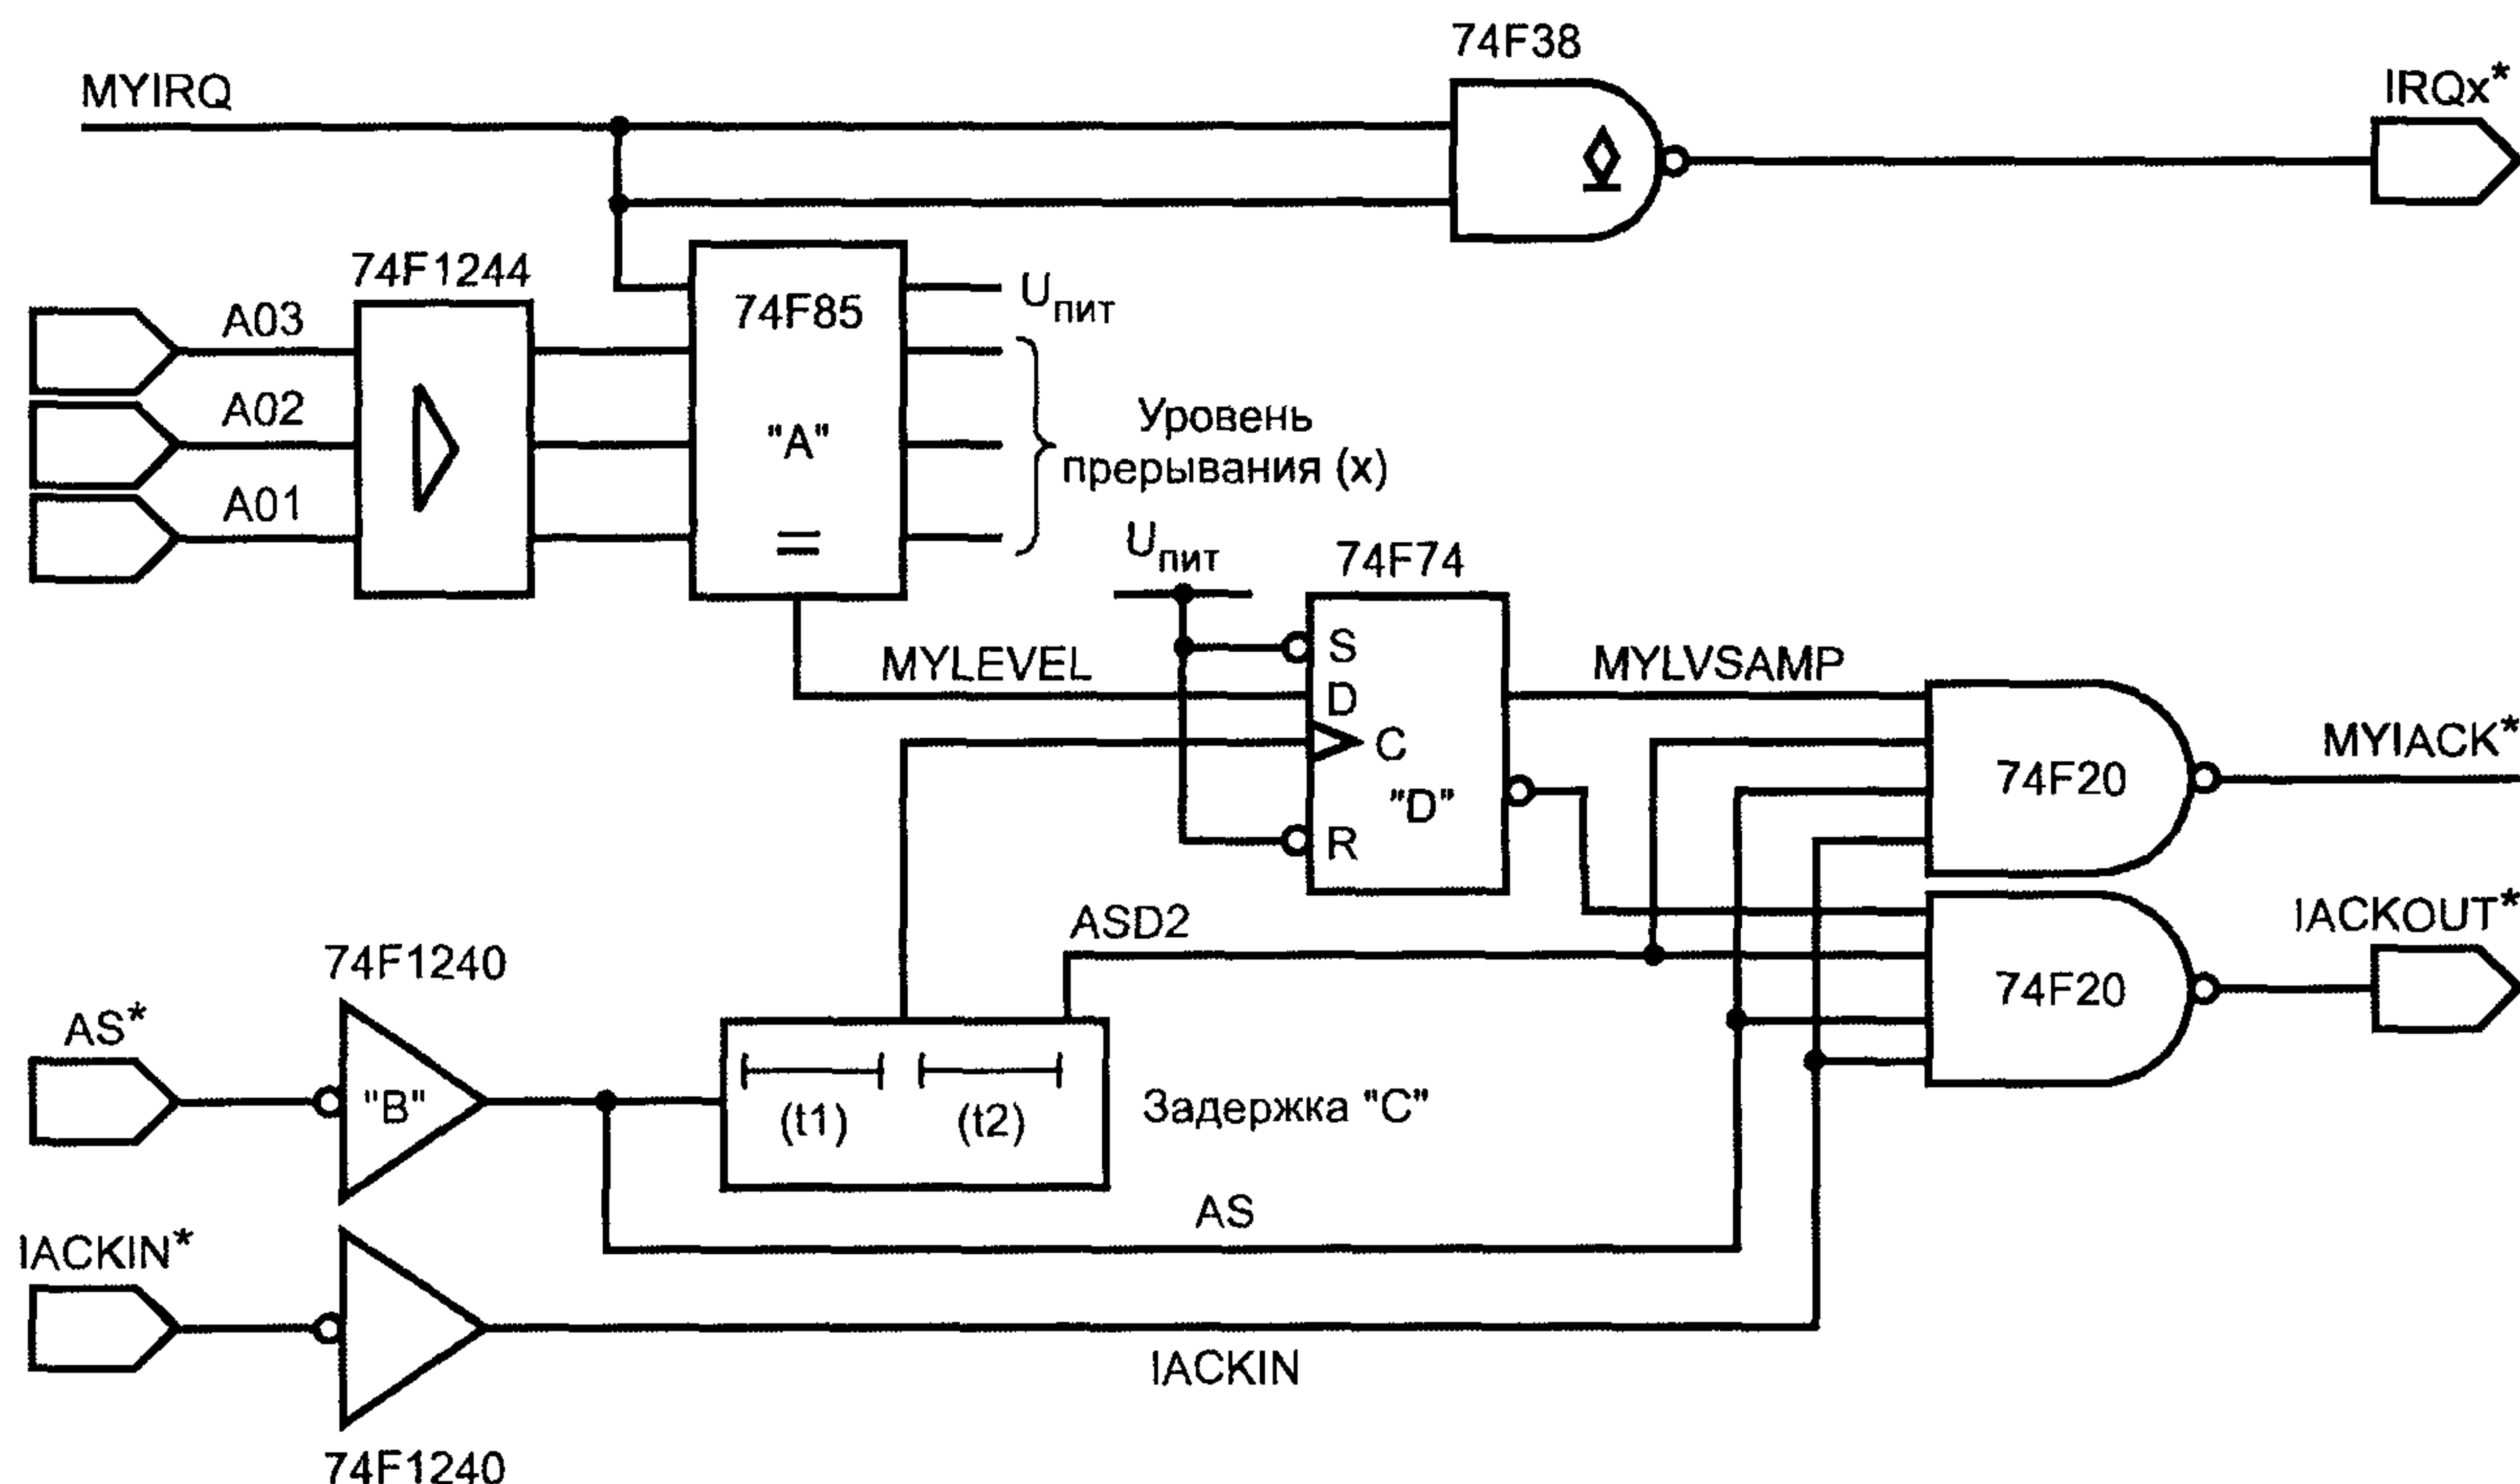 74F38
MYIRQ
IRQx*
74F1244
A03
A02
A01
74F85
"A"
=
Uпит
Уровень
прерывания (x)
Uпит
74F74
S
D
C
"D"
R
MYLEVEL
MYLVSAMP
74F20
MYIACK*
74F20
IACKOUT*
ASD2
74F1240
AS*
"B"
(t1)
(t2)
Задержка "C"
AS
IACKIN*
IACKIN
74F1240